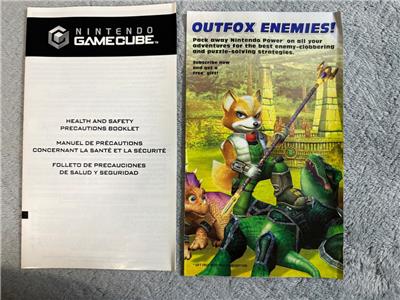 NINTENDO
GAMECUBE™
HEALTH AND SAFETY
PRECAUTIONS BOOKLET
MANUEL DE PRÉCAUTIONS
CONCERNANT LA SANTÉ ET LA SÉCURITÉ
FOLLETO DE PRECAUCIONES
DE SALUD Y SEGURIDAD
OUTFOX ENEMIES!
Pack away Nintendo Power® on all your
adventures for the best enemy-clobbering
and puzzle-solving strategies.
Subscribe now
and get a
free* gift!